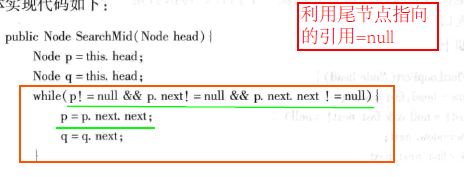 本实现代码如下：
利用尾节点指向
的引用=null
public Node SearchMid(Node head){
Node p=this. head;
Node q=this. head;
while(p!=null && p. next!=null && p. next. next !=null){
p=p. next. next;
q=q. next;
}